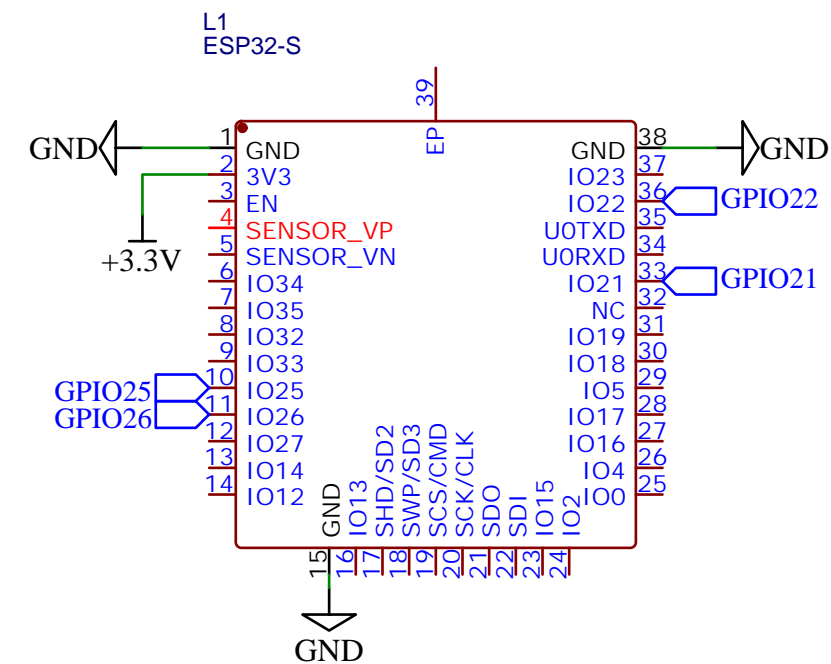 L1
ESP32-S
39
EP
GND
1
GND
2
3V3
3
EN
4
SENSOR_VP
5
SENSOR_VN
6
IO34
7
IO35
8
IO32
9
IO33
10
IO25
11
IO26
12
IO27
13
IO14
14
IO12
+3.3V
GPIO25
GPIO26
38
GND
GND
37
IO23
36
IO22
GPIO22
35
U0TXD
34
U0RXD
33
IO21
GPIO21
32
NC
31
IO19
30
IO18
29
IO5
28
IO17
27
IO16
26
IO4
25
IO0
GND
15
IO13
16
SHD/SD2
17
SWP/SD3
18
SCS/CMD
19
SCK/CLK
20
SDO
21
SDI
22
IO15
23
IO2
24
GND